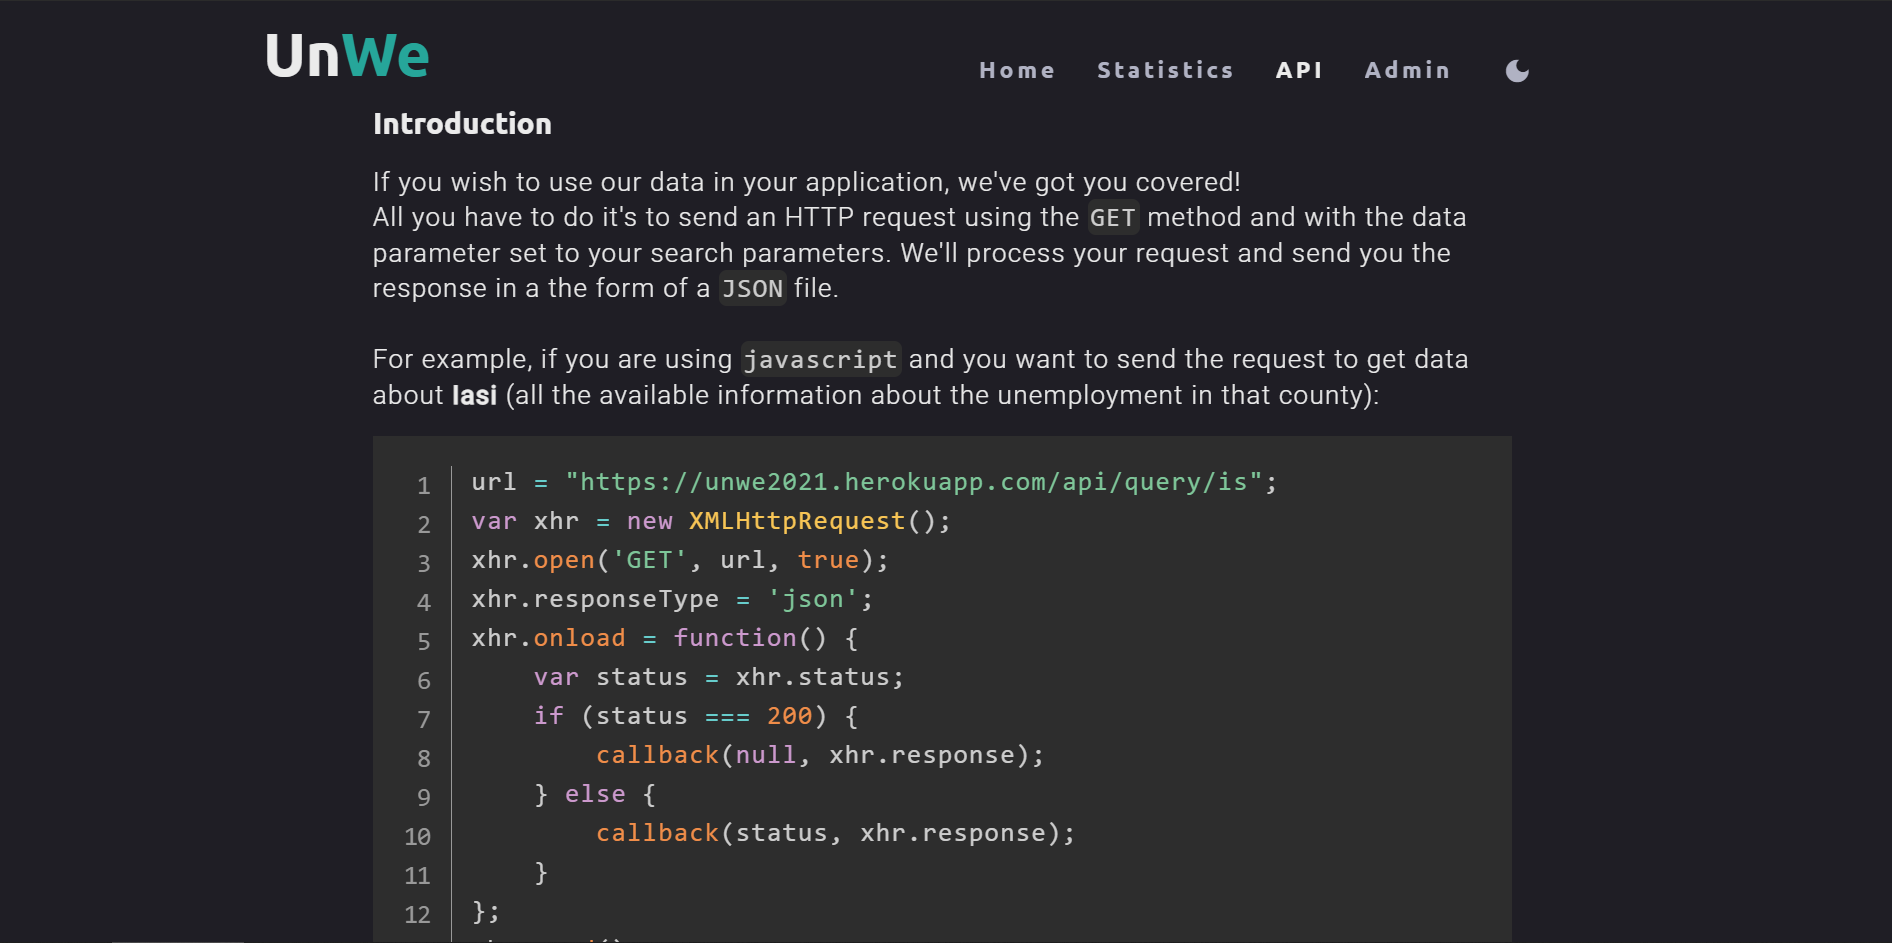 UnWe
Home Statistics API Admin
Introduction
If you wish to use our data in your application, we've got you covered!
All you have to do it's to send an HTTP request using the GET method and with the data
parameter set to your search parameters. We'll process your request and send you the
response in a the form of a JSON file.
For example, if you are using javascript and you want to send the request to get data
about Iasi (all the available information about the unemployment in that county):
1 url = "https://unwe2021.herokuapp.com/api/query/is";
2 var xhr = new XMLHttpRequest();
3 xhr.open('GET', url, true);
4 xhr.responseType = 'json';
5 xhr.onload = function() {
6     var status = xhr.status;
7     if (status === 200) {
8         callback(null, xhr.response);
9     } else {
10         callback(status, xhr.response);
11     }
12 };